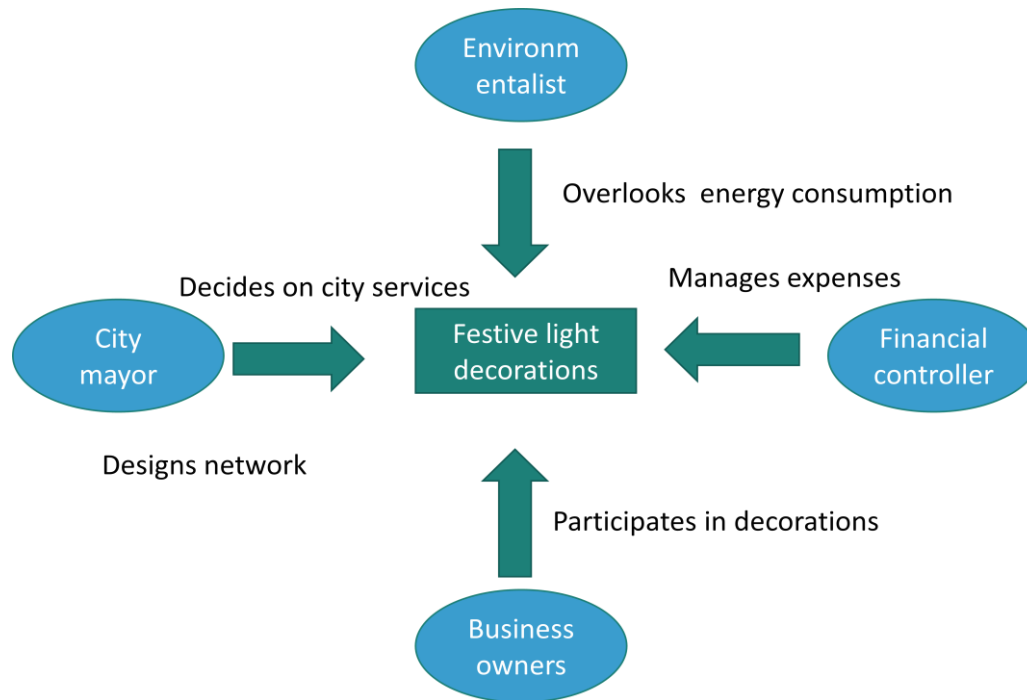 Environm
entalist
Overlooks  energy consumption
Decides on city services
Manages expenses
City
mayor
Festive light
decorations
Financial
controller
Designs network
Participates in decorations
Business
owners